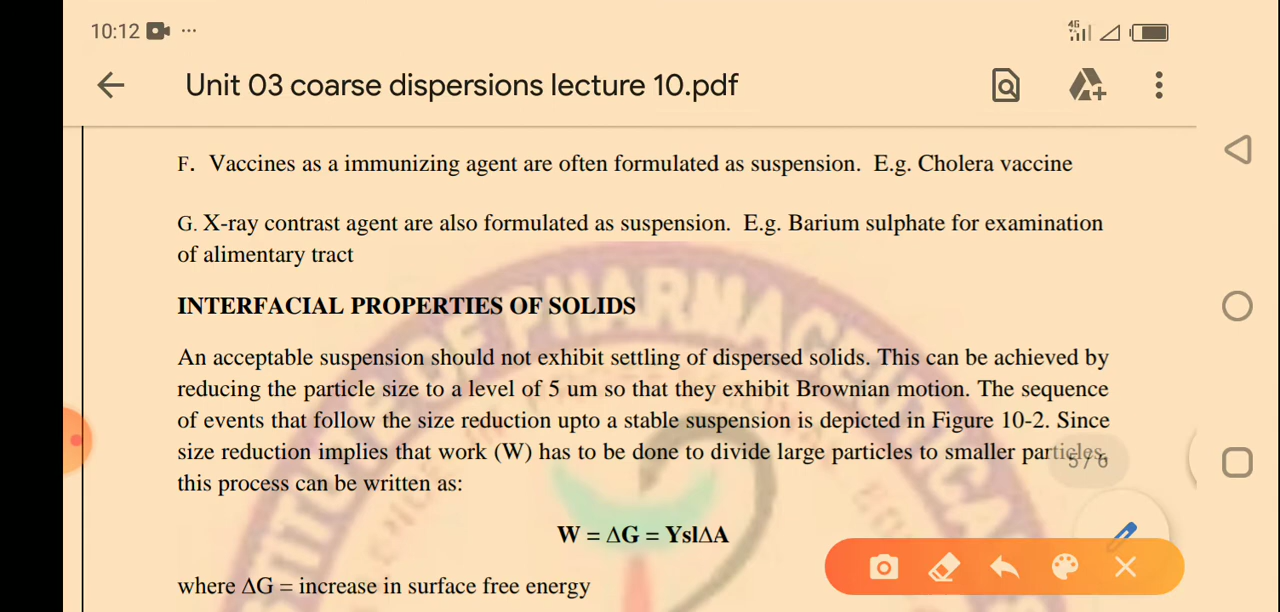 10:12
4G
Unit 03 coarse dispersions lecture 10.pdf
F. Vaccines as a immunizing agent are often formulated as suspension. E.g. Cholera vaccine
G. X-ray contrast agent are also formulated as suspension. E.g. Barium sulphate for examination
of alimentary tract
INTERFACIAL PROPERTIES OF SOLIDS
An acceptable suspension should not exhibit settling of dispersed solids. This can be achieved by
reducing the particle size to a level of 5 um so that they exhibit Brownian motion. The sequence
of events that follow the size reduction upto a stable suspension is depicted in Figure 10-2. Since
size reduction implies that work (W) has to be done to divide large particles to smaller particles,
5 / 6
this process can be written as:
W = ΔG = YslΔA
where ΔG = increase in surface free energy